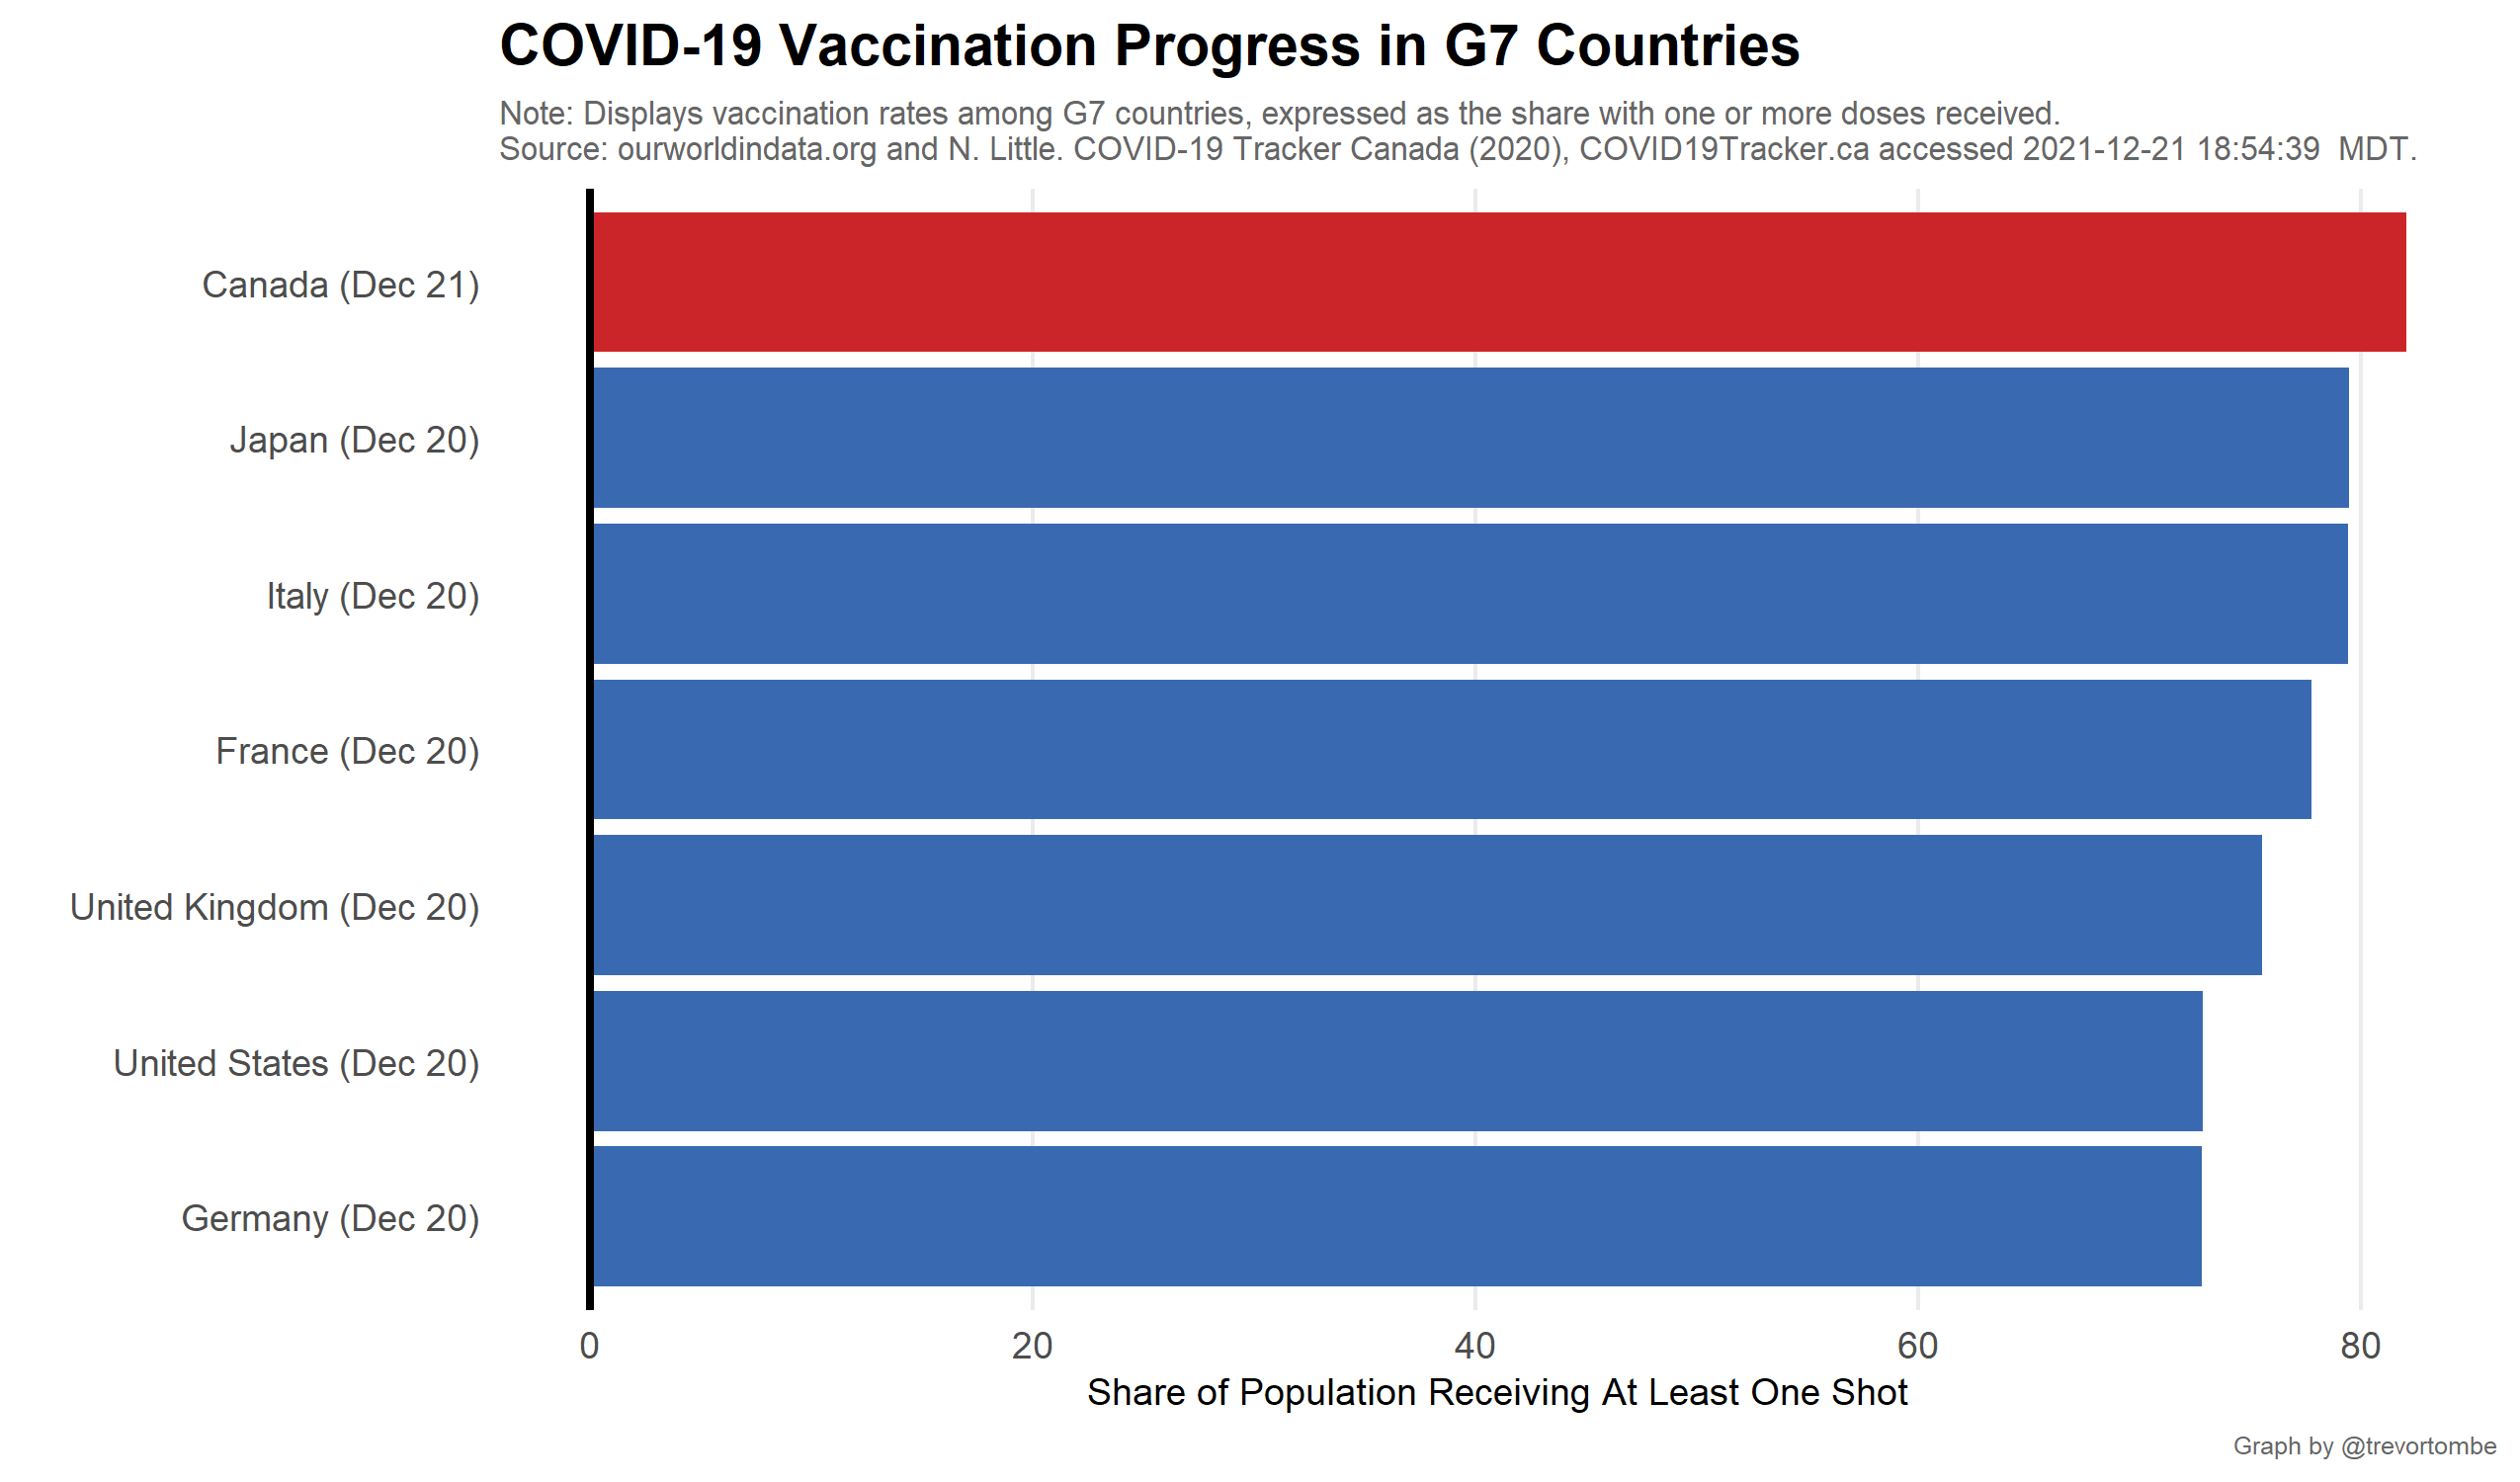 COVID-19 Vaccination Progress in G7 Countries
Note: Displays vaccination rates among G7 countries, expressed as the share with one or more doses received.
Source: ourworldindata.org and N. Little. COVID-19 Tracker Canada (2020), COVID19Tracker.ca accessed 2021-12-21 18:54:39  MDT.
Canada (Dec 21)
Japan (Dec 20)
Italy (Dec 20)
France (Dec 20)
United Kingdom (Dec 20)
United States (Dec 20)
Germany (Dec 20)
0 20 40 60 80
Share of Population Receiving At Least One Shot
Graph by @trevortombe